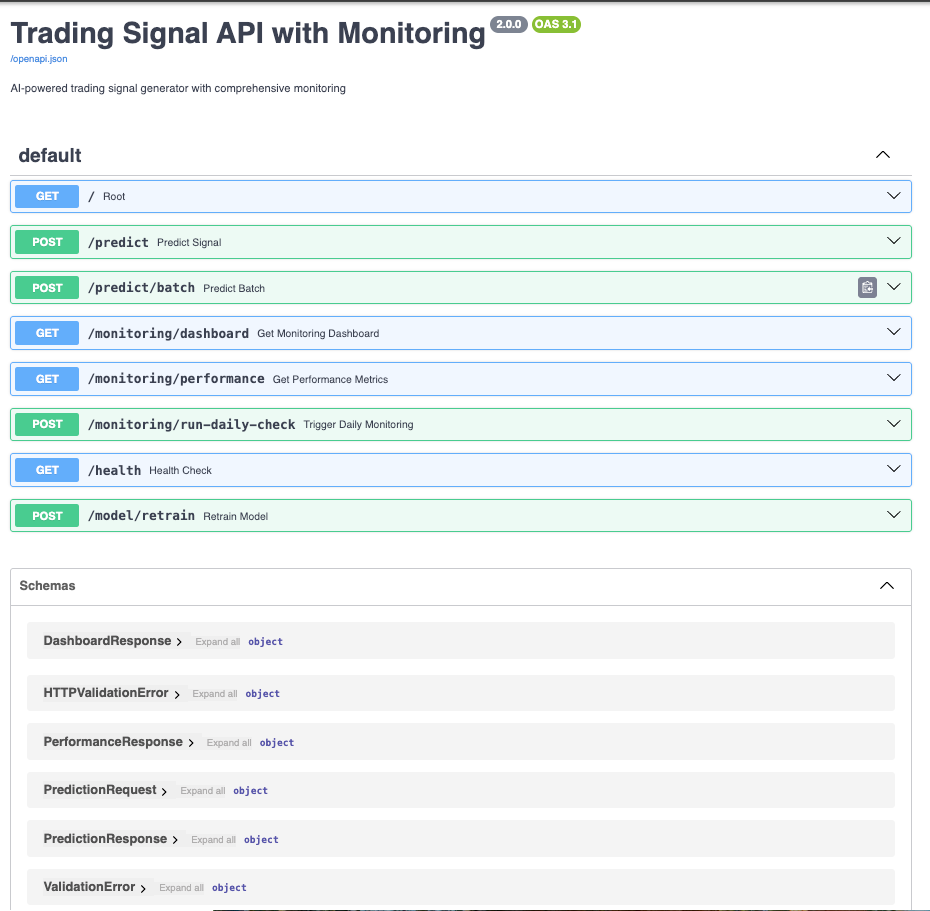 Trading Signal API with Monitoring 2.0.0 OAS 3.1
/openapi.json
AI-powered trading signal generator with comprehensive monitoring
default
GET / Root
POST /predict Predict Signal
POST /predict/batch Predict Batch
GET /monitoring/dashboard Get Monitoring Dashboard
GET /monitoring/performance Get Performance Metrics
POST /monitoring/run-daily-check Trigger Daily Monitoring
GET /health Health Check
POST /model/retrain Retrain Model
Schemas
DashboardResponse Expand all object
HTTPValidationError Expand all object
PerformanceResponse Expand all object
PredictionRequest Expand all object
PredictionResponse Expand all object
ValidationError Expand all object